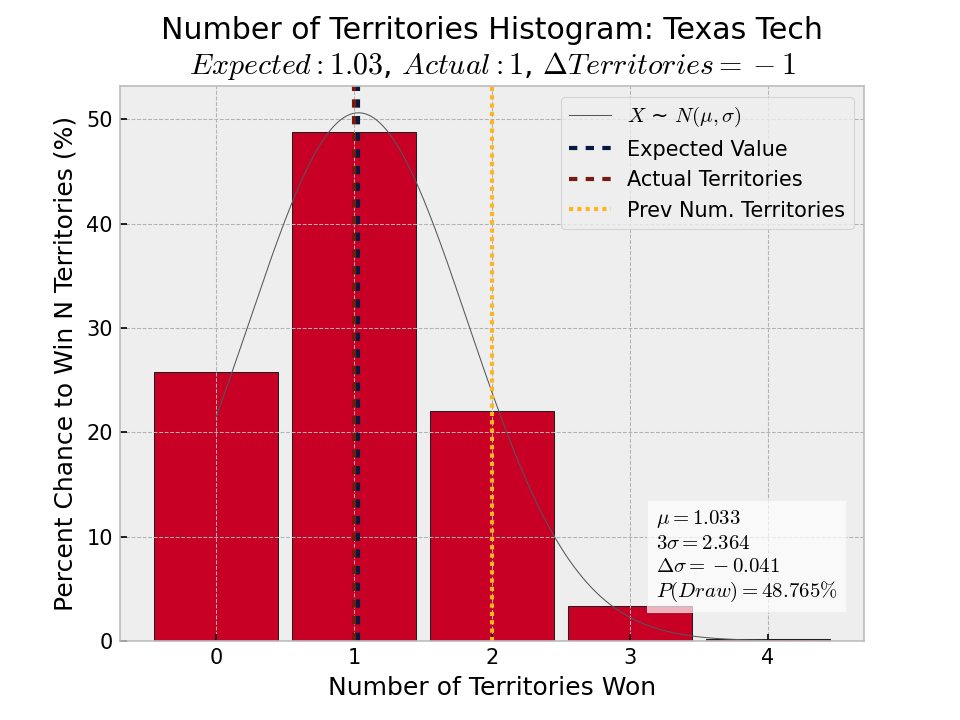 Number of Territories Histogram: Texas Tech
Expected : 1.03, Actual : 1, ΔTerritories = −1
Percent Chance to Win N Territories (%)
50
40
30
20
10
0
X ~ N(μ, σ)
Expected Value
Actual Territories
Prev Num. Territories
μ = 1.033
3σ = 2.364
Δσ = −0.041
P(Draw) = 48.765%
0 1 2 3 4
Number of Territories Won